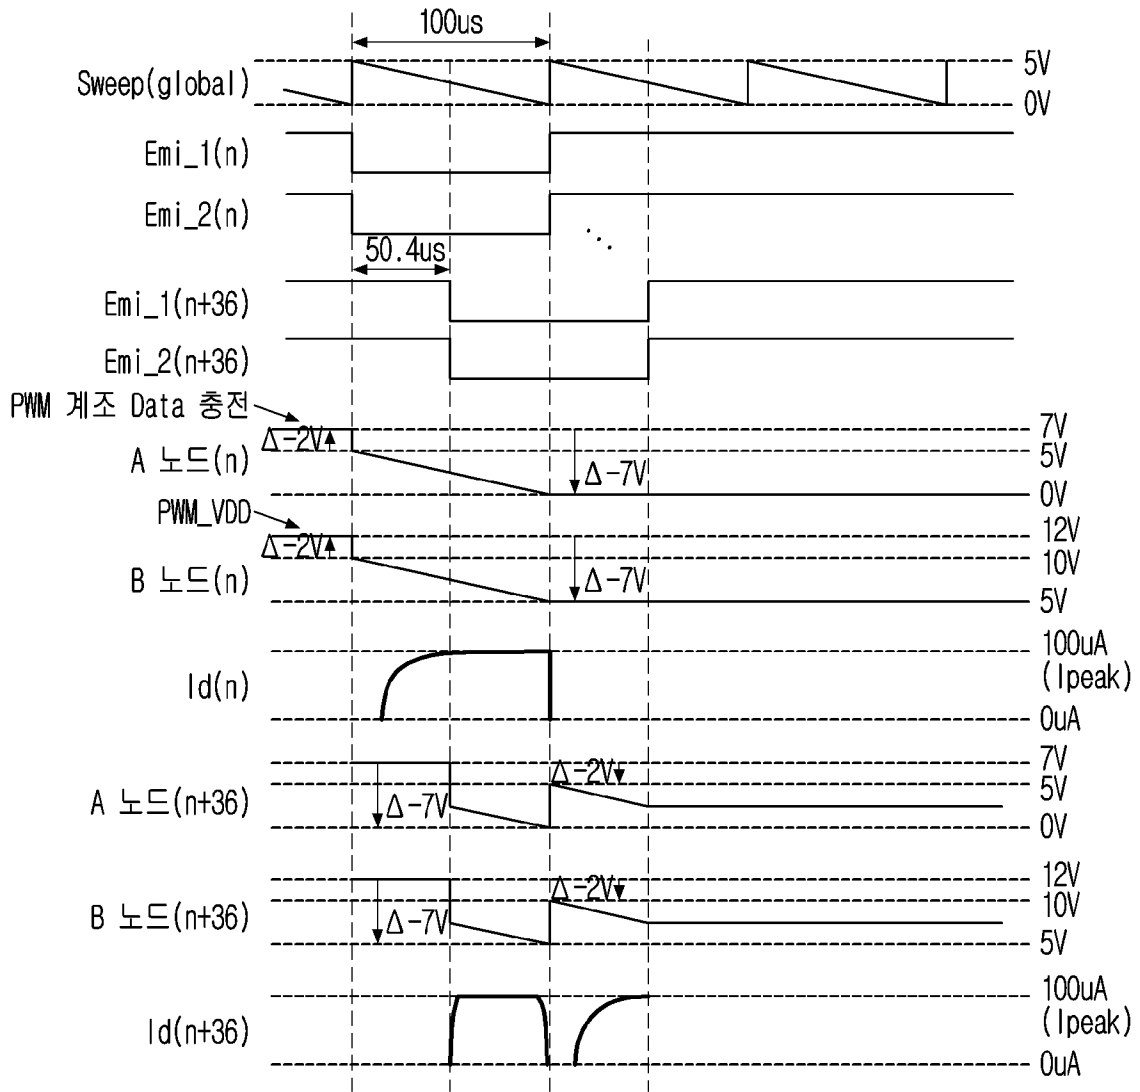 100us
Sweep(global)
5V
0V
Emi_1(n)
Emi_2(n)
50.4us
Emi_1(n+36)
Emi_2(n+36)
PWM 계조 Data 충전
Δ-2V
A 노드(n)
Δ-7V
7V
5V
0V
PWM_VDD
Δ-2V
B 노드(n)
Δ-7V
12V
10V
5V
Id(n)
100uA
(Ipeak)
0uA
A 노드(n+36)
Δ-7V
Δ-2V
7V
5V
0V
B 노드(n+36)
Δ-7V
Δ-2V
12V
10V
5V
Id(n+36)
100uA
(Ipeak)
0uA